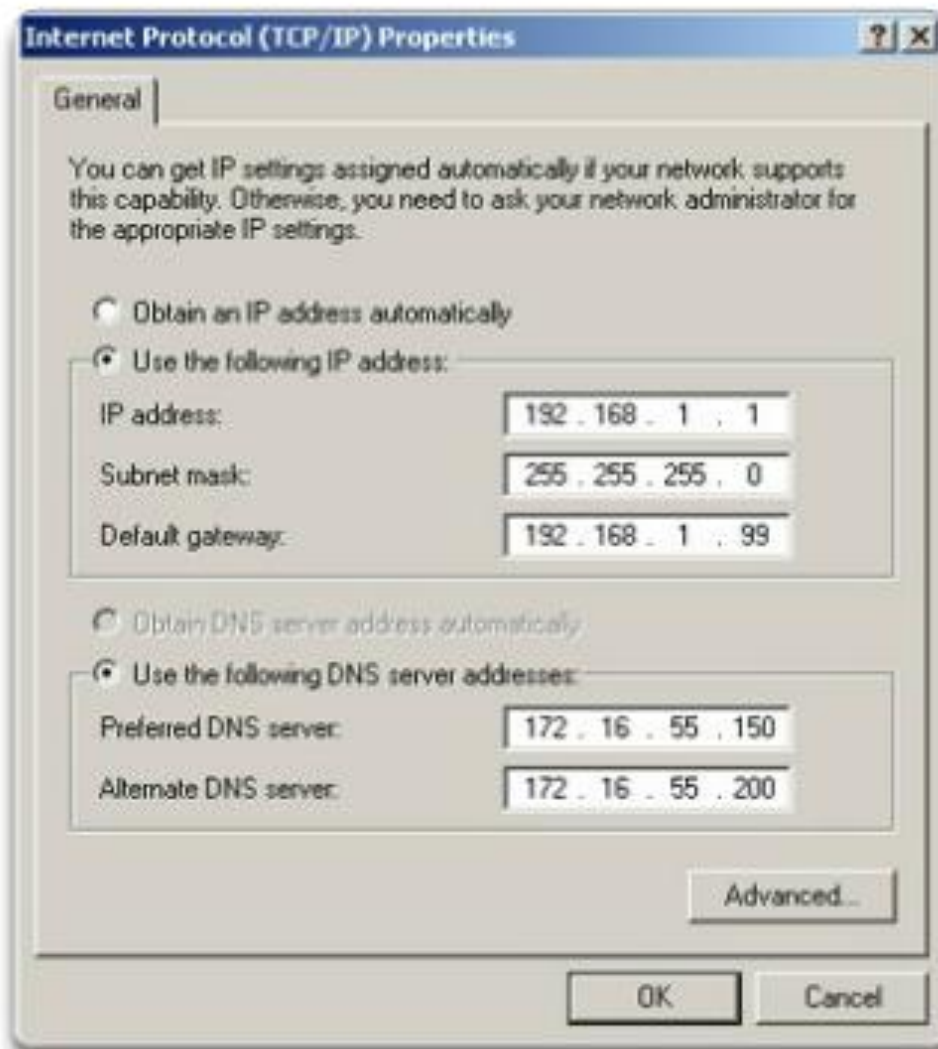 Internet Protocol (TCP/IP) Properties
General
You can get IP settings assigned automatically if your network supports
this capability. Otherwise, you need to ask your network administrator for
the appropriate IP settings.
Obtain an IP address automatically
Use the following IP address:
IP address: 192 . 168 . 1 . 1
Subnet mask: 255 . 255 . 255 . 0
Default gateway: 192 . 168 . 1 . 99
Obtain DNS server address automatically
Use the following DNS server addresses:
Preferred DNS server: 172 . 16 . 55 . 150
Alternate DNS server: 172 . 16 . 55 . 200
Advanced...
OK Cancel